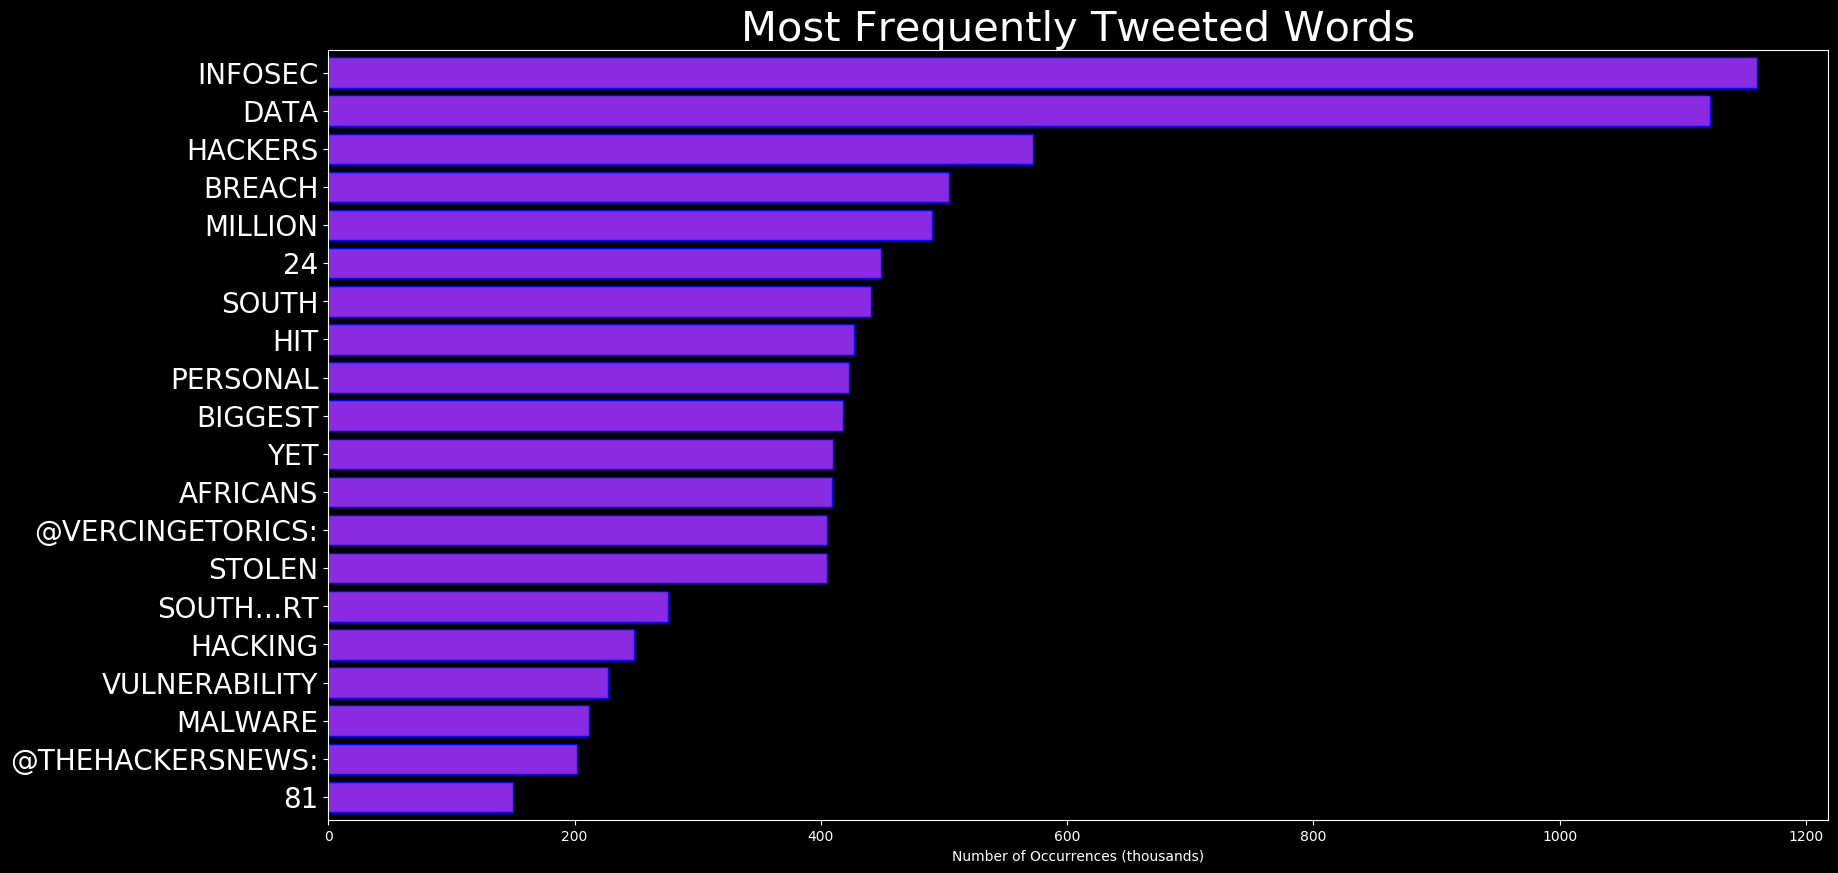 Most Frequently Tweeted Words
INFOSEC
DATA
HACKERS
BREACH
MILLION
24
SOUTH
HIT
PERSONAL
BIGGEST
YET
AFRICANS
@VERCINGETORICS:
STOLEN
SOUTH...RT
HACKING
VULNERABILITY
MALWARE
@THEHACKERSNEWS:
81
0 200 400 600 800 1000 1200
Number of Occurrences (thousands)